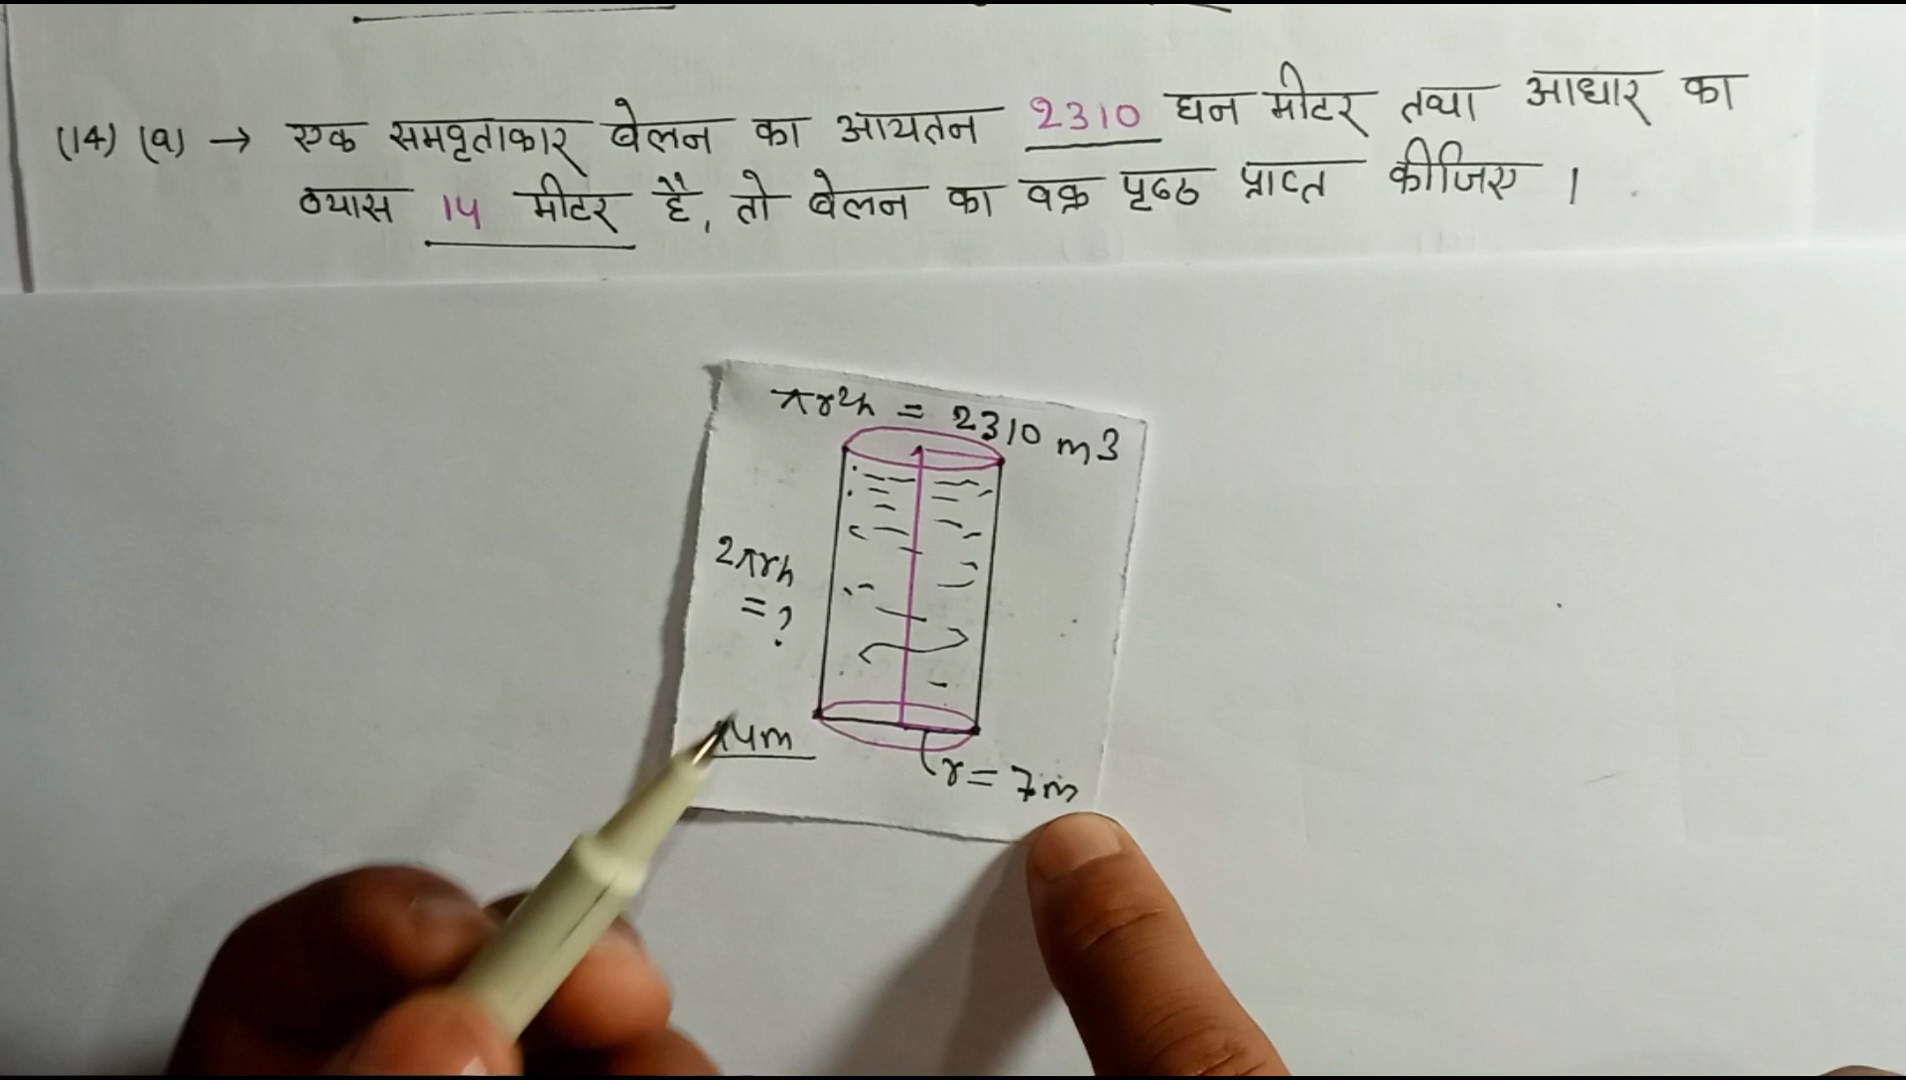 (14) (a) → एक समवृताकार बेलन का आयतन 2310 घन मीटर तथा आधार का
व्यास 14 मीटर है, तो बेलन का वक्र पृष्ठ प्राप्त कीजिए ।
πr²h = 2310 m3
2πrh
= ?
14m
r = 7m